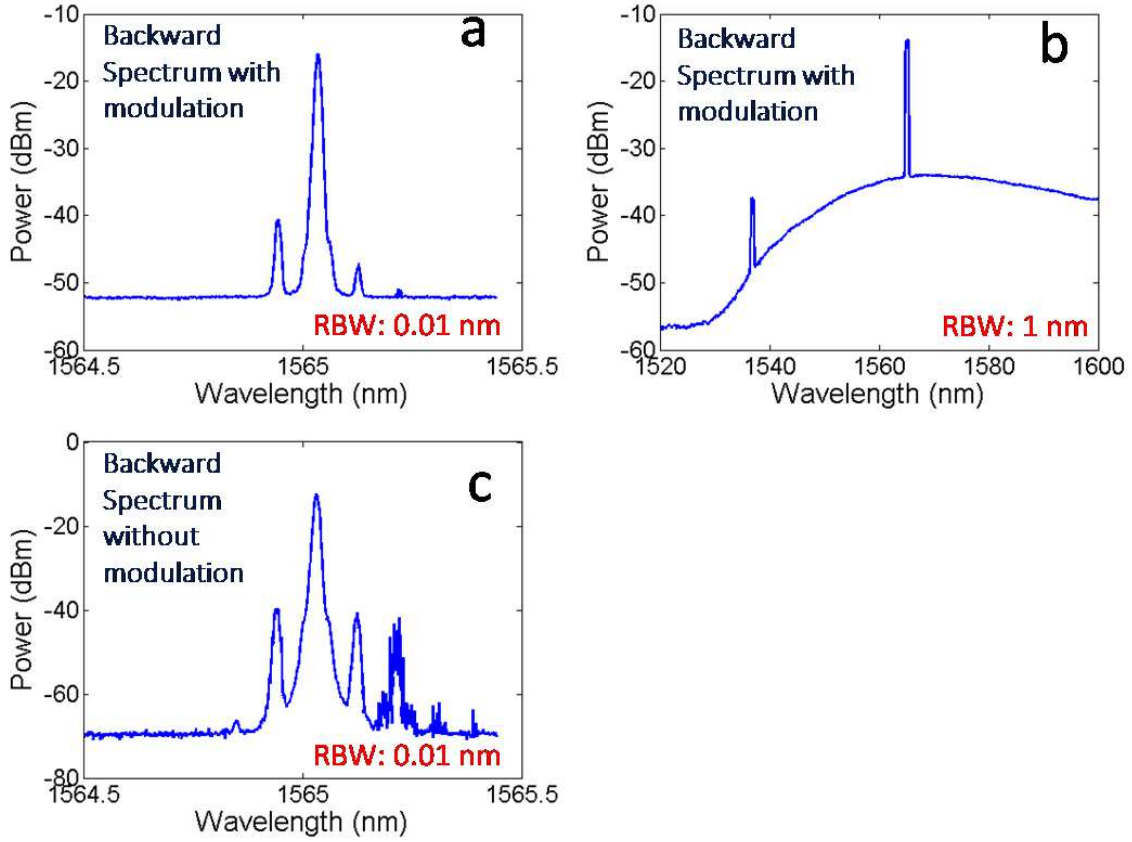 -10
-20
-30
-40
-50
-60
Power (dBm)
Backward
Spectrum with
modulation
a
RBW: 0.01 nm
1564.5
1565
1565.5
Wavelength (nm)
-10
-20
-30
-40
-50
-60
Power (dBm)
Backward
Spectrum with
modulation
b
RBW: 1 nm
1520
1540
1560
1580
1600
Wavelength (nm)
0
-20
-40
-60
-80
Power (dBm)
Backward
Spectrum
without
modulation
c
RBW: 0.01 nm
1564.5
1565
1565.5
Wavelength (nm)